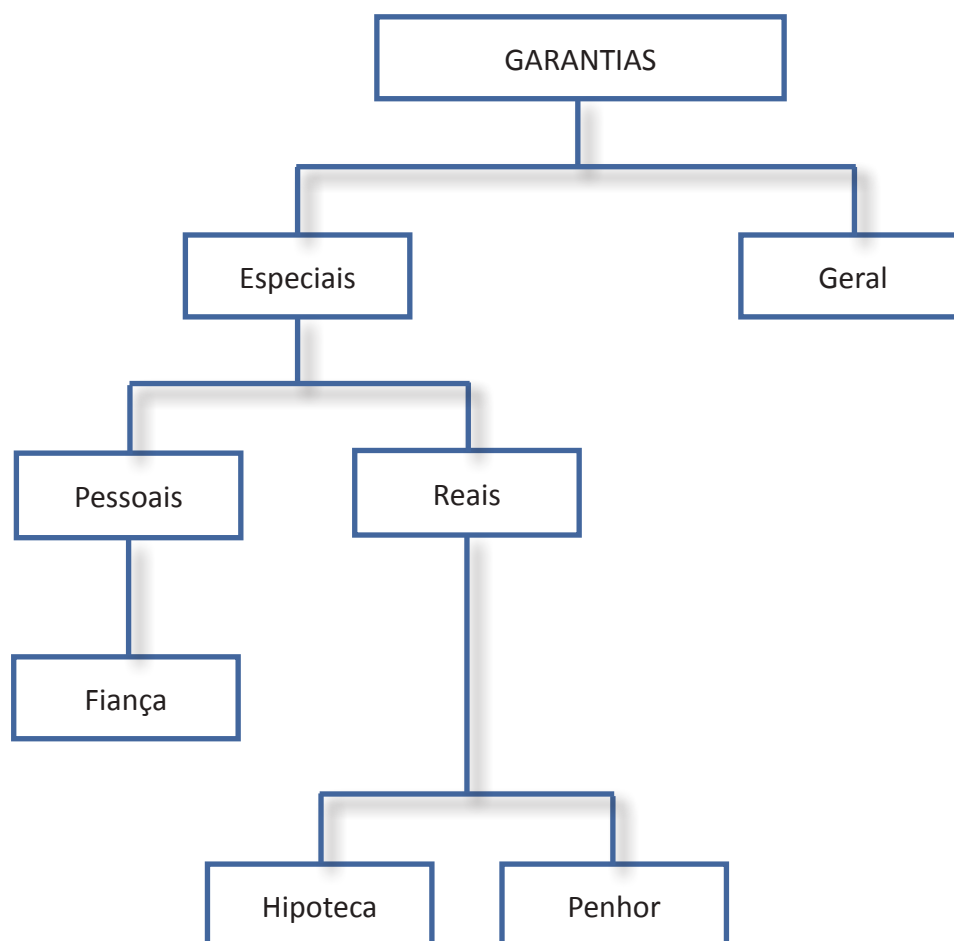 GARANTIAS
Especiais
Geral
Pessoais
Reais
Fiança
Hipoteca
Penhor